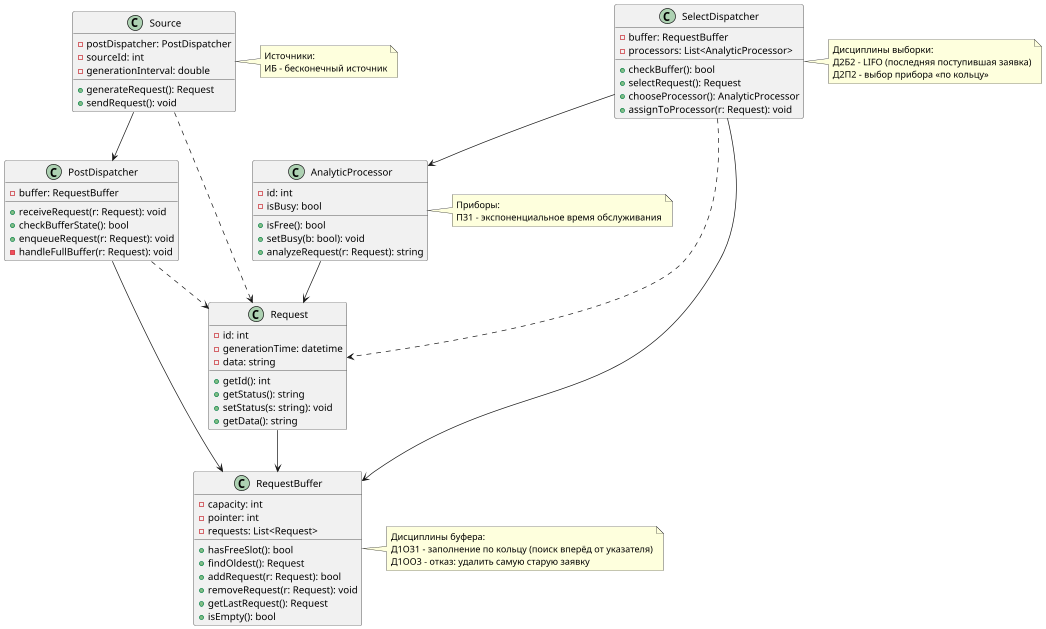 C Source
postDispatcher: PostDispatcher
sourceId: int
generationInterval: double
generateRequest(): Request
sendRequest(): void
Источники:
ИБ - бесконечный источник
C SelectDispatcher
buffer: RequestBuffer
processors: List<AnalyticProcessor>
checkBuffer(): bool
selectRequest(): Request
chooseProcessor(): AnalyticProcessor
assignToProcessor(r: Request): void
Дисциплины выборки:
Д2Б2 - LIFO (последняя поступившая заявка)
Д2П2 - выбор прибора «по кольцу»
C PostDispatcher
buffer: RequestBuffer
receiveRequest(r: Request): void
checkBufferState(): bool
enqueueRequest(r: Request): void
handleFullBuffer(r: Request): void
C AnalyticProcessor
id: int
isBusy: bool
isFree(): bool
setBusy(b: bool): void
analyzeRequest(r: Request): string
Приборы:
ПЗ1 - экспоненциальное время обслуживания
C Request
id: int
generationTime: datetime
data: string
getId(): int
getStatus(): string
setStatus(s: string): void
getData(): string
C RequestBuffer
capacity: int
pointer: int
requests: List<Request>
hasFreeSlot(): bool
findOldest(): Request
addRequest(r: Request): bool
removeRequest(r: Request): void
getLastRequest(): Request
isEmpty(): bool
Дисциплины буфера:
Д1ОЗ1 - заполнение по кольцу (поиск вперёд от указателя)
Д1ОО3 - отказ: удалить самую старую заявку